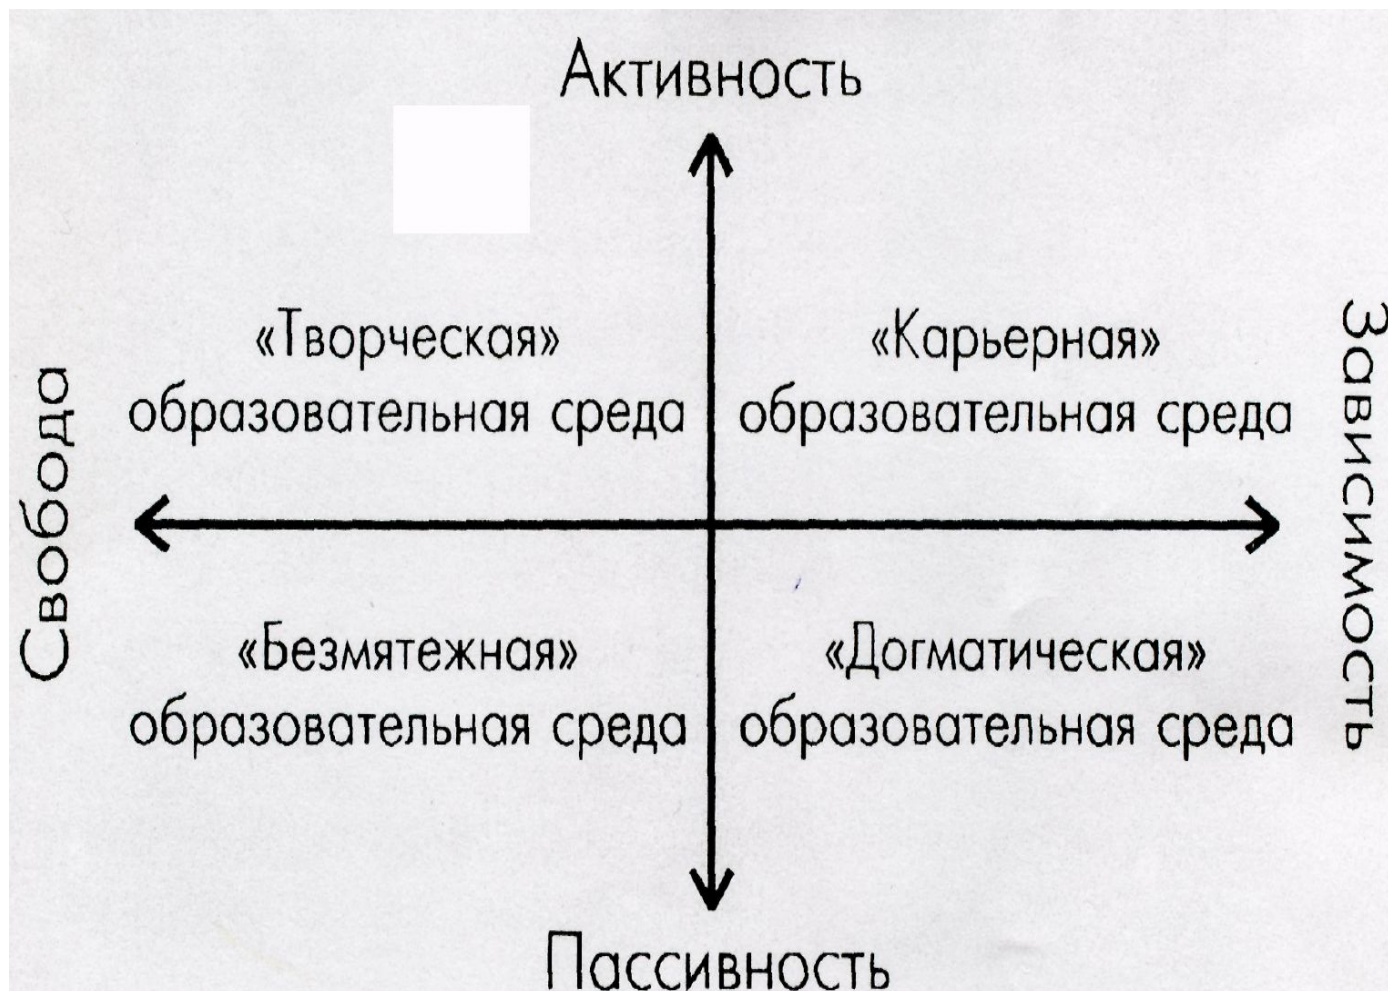 Активность
«Творческая»
образовательная среда
«Карьерная»
образовательная среда
Свобода
Зависимость
«Безмятежная»
образовательная среда
«Догматическая»
образовательная среда
Пассивность